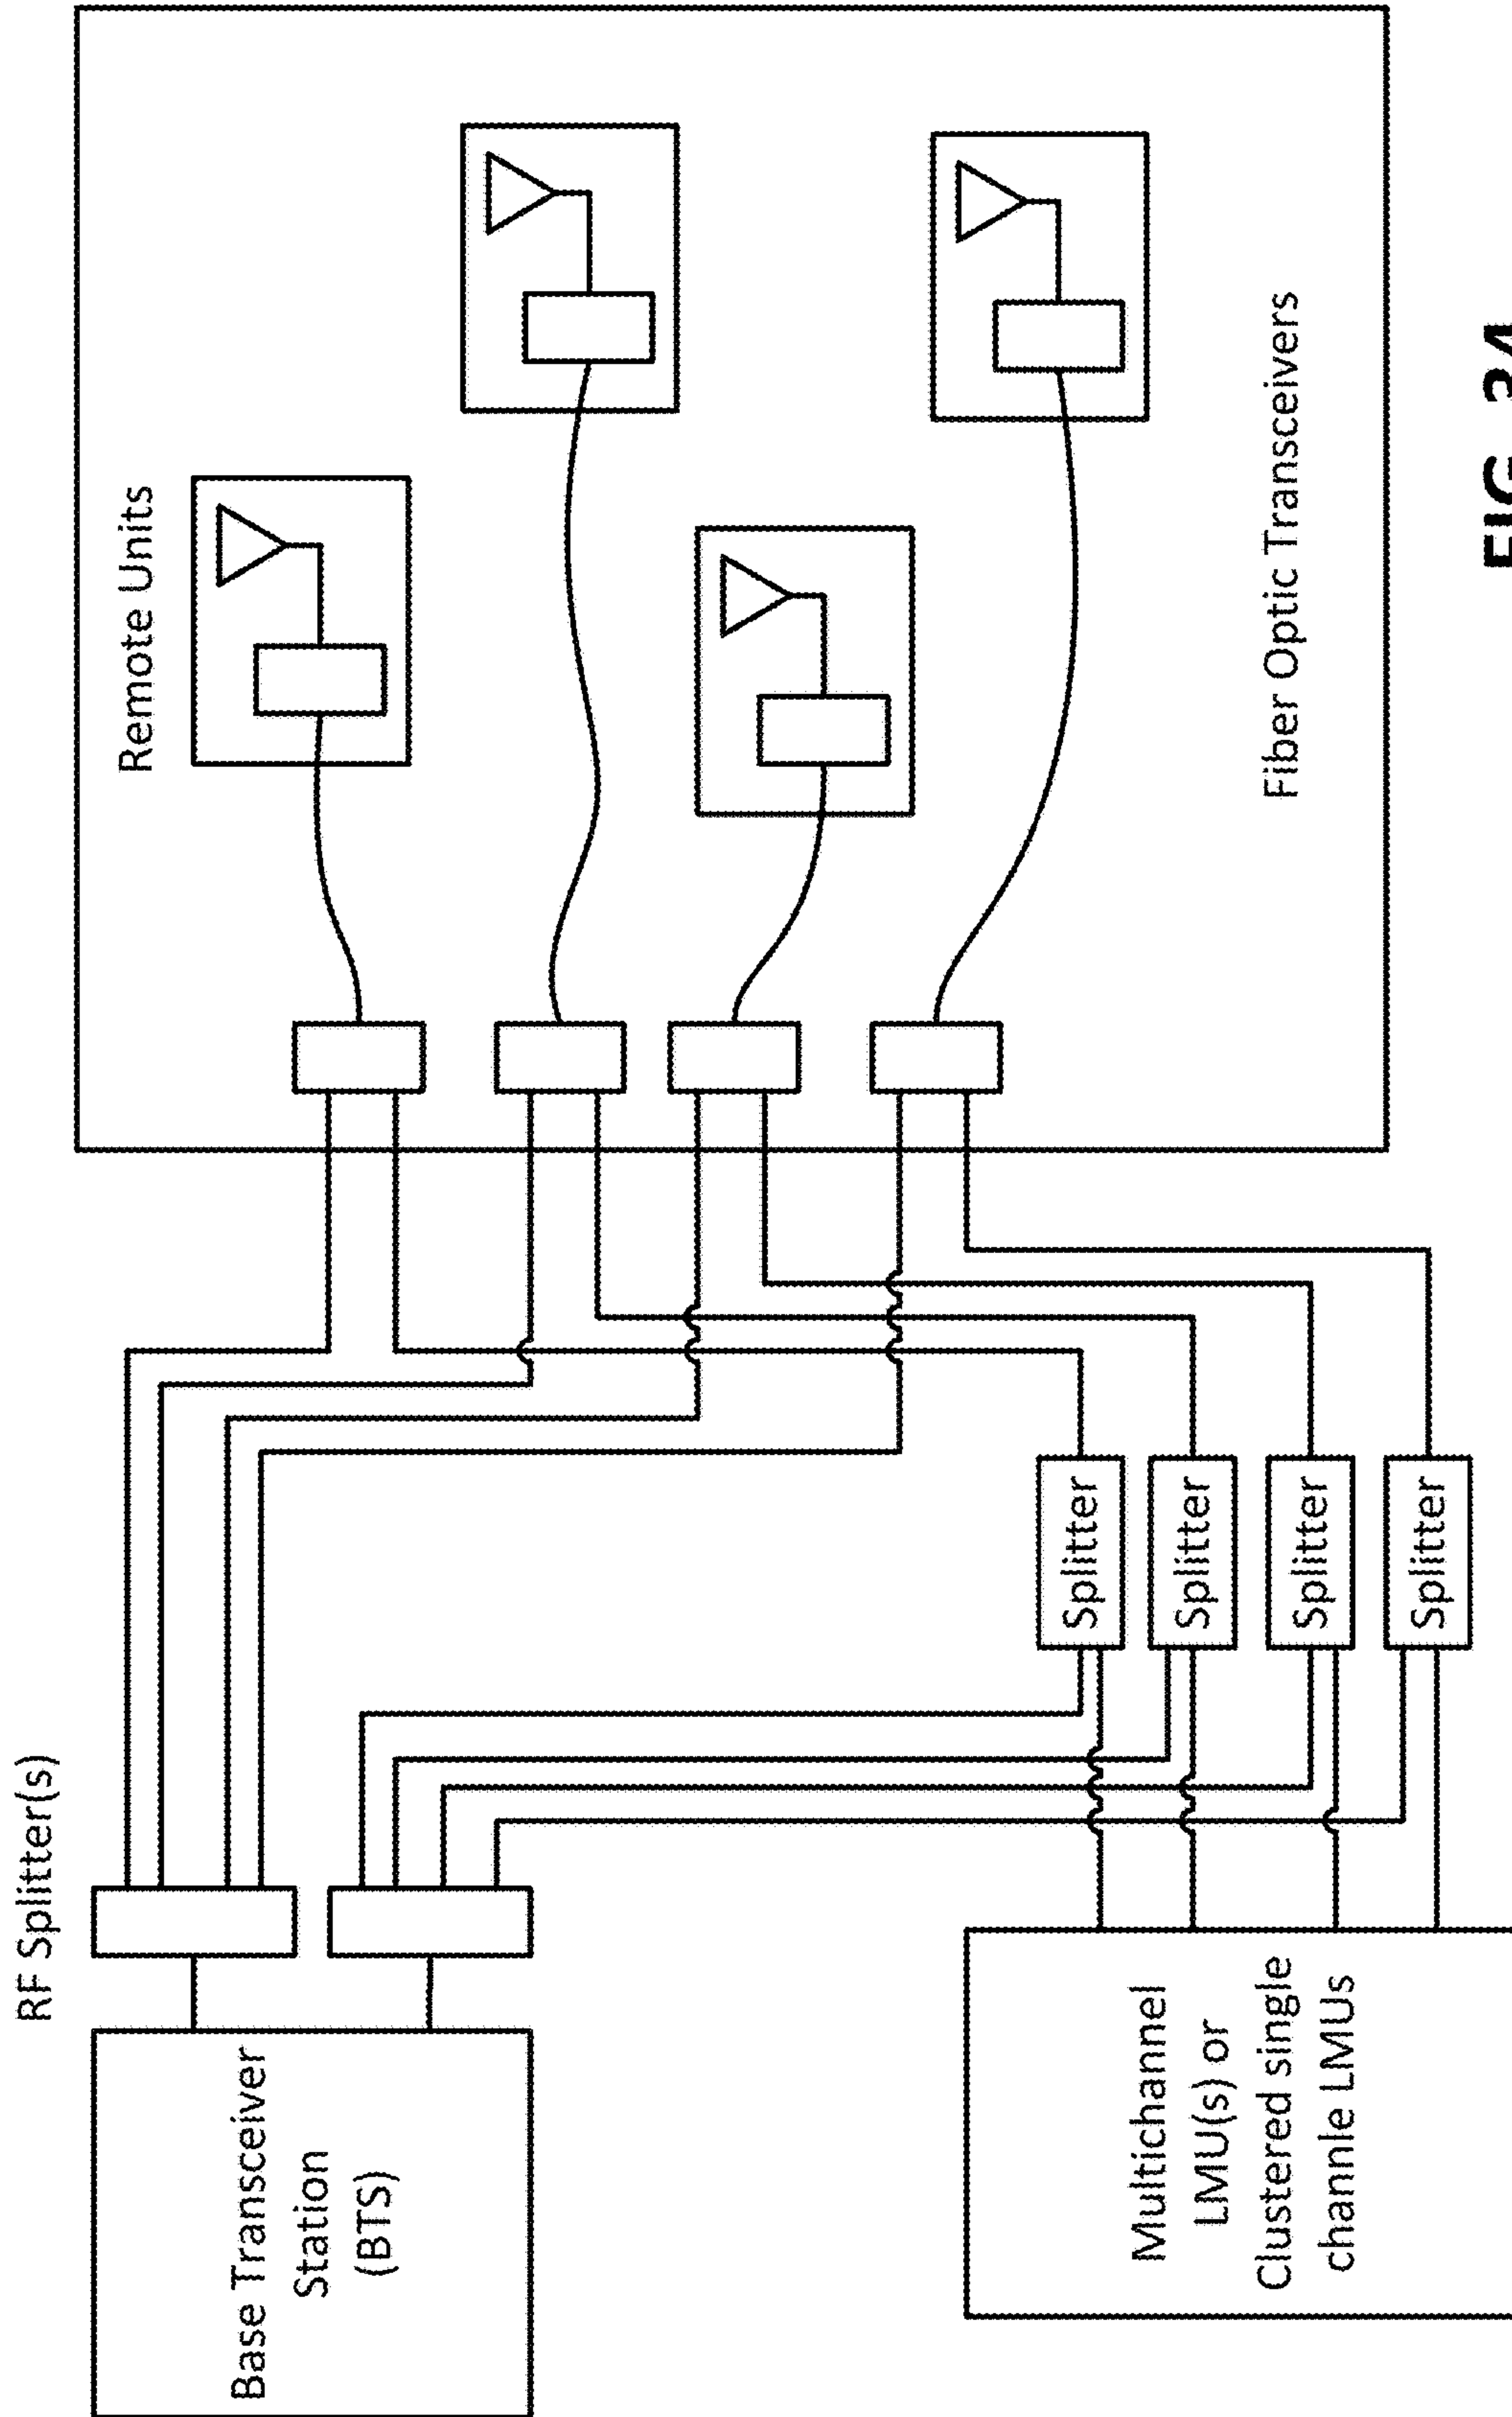 RF Splitter(s)
Remote Units
Base Transceiver
Station
(BTS)
Splitter
Splitter
Splitter
Splitter
Multichannel
LMU(s) or
Clustered single
channle LMUs
Fiber Optic Transceivers